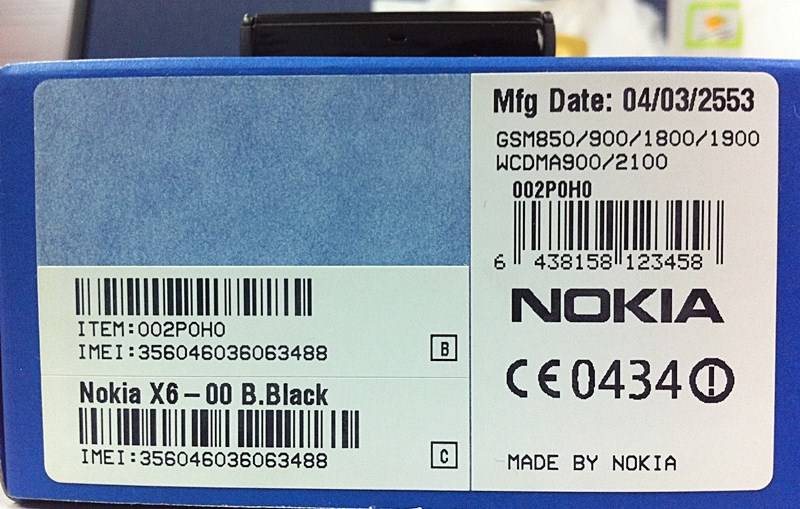 Mfg Date: 04/03/2553
GSM850/900/1800/1900
WCDMA900/2100
002P0H0
6 438158 123458
NOKIA
CE0434
MADE BY NOKIA
ITEM:002P0H0
IMEI:356046036063488
B
Nokia X6-00 B.Black
IMEI:356046036063488
C